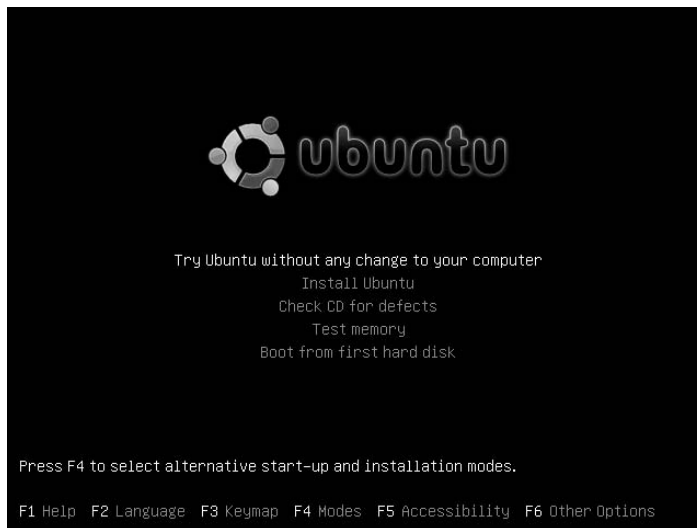 ubuntu
Try Ubuntu without any change to your computer
Install Ubuntu
Check CD for defects
Test memory
Boot from first hard disk
Press F4 to select alternative start-up and installation modes.
F1 Help F2 Language F3 Keymap F4 Modes F5 Accessibility F6 Other Options